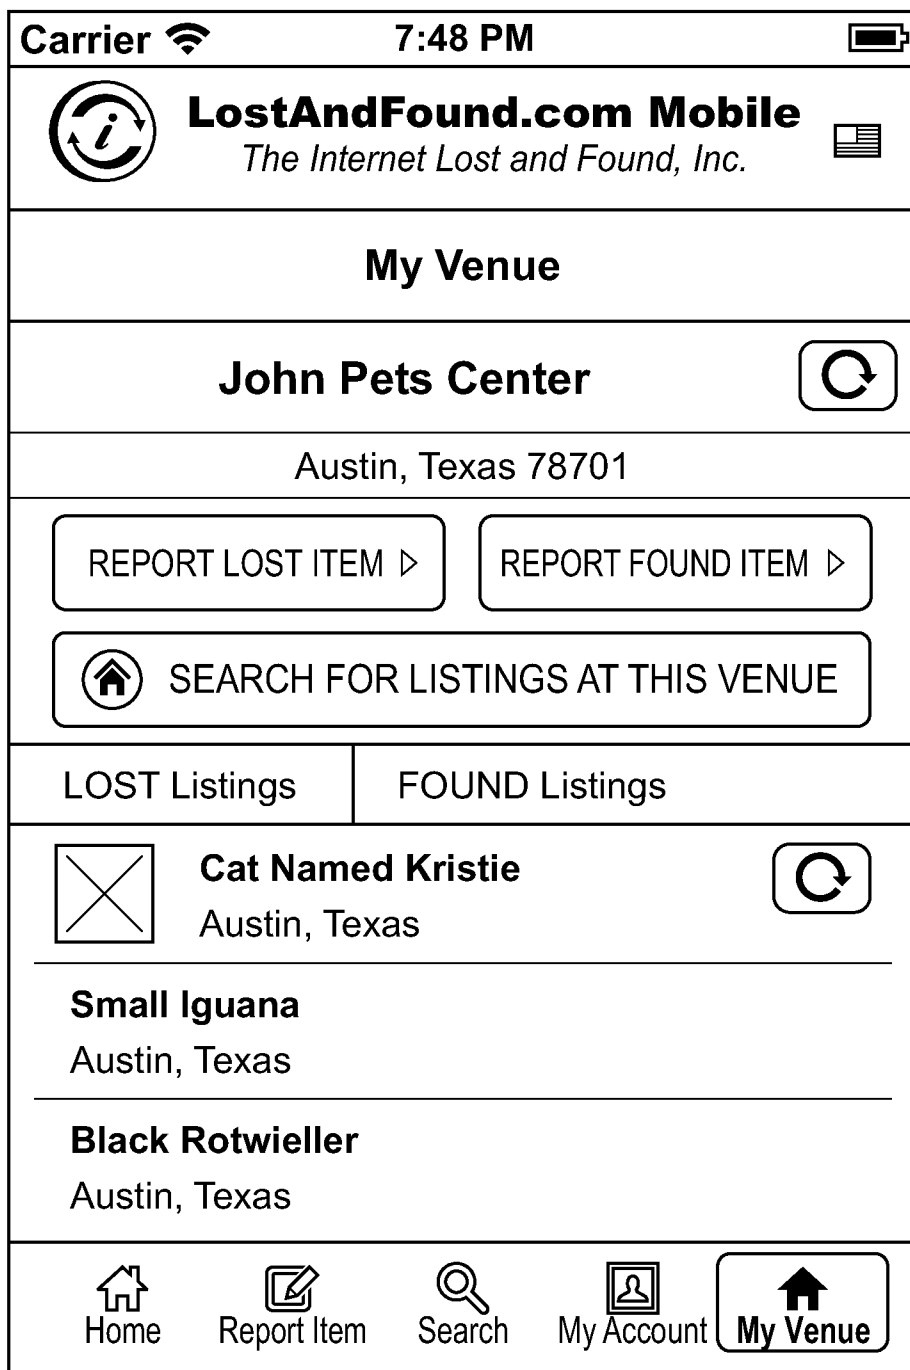 Carrier 7:48 PM
i
LostAndFound.com Mobile
The Internet Lost and Found, Inc.
My Venue
John Pets Center
Austin, Texas 78701
REPORT LOST ITEM REPORT FOUND ITEM
SEARCH FOR LISTINGS AT THIS VENUE
LOST Listings FOUND Listings
Cat Named Kristie
Austin, Texas
Small Iguana
Austin, Texas
Black Rotwieller
Austin, Texas
Home Report Item Search My Account My Venue